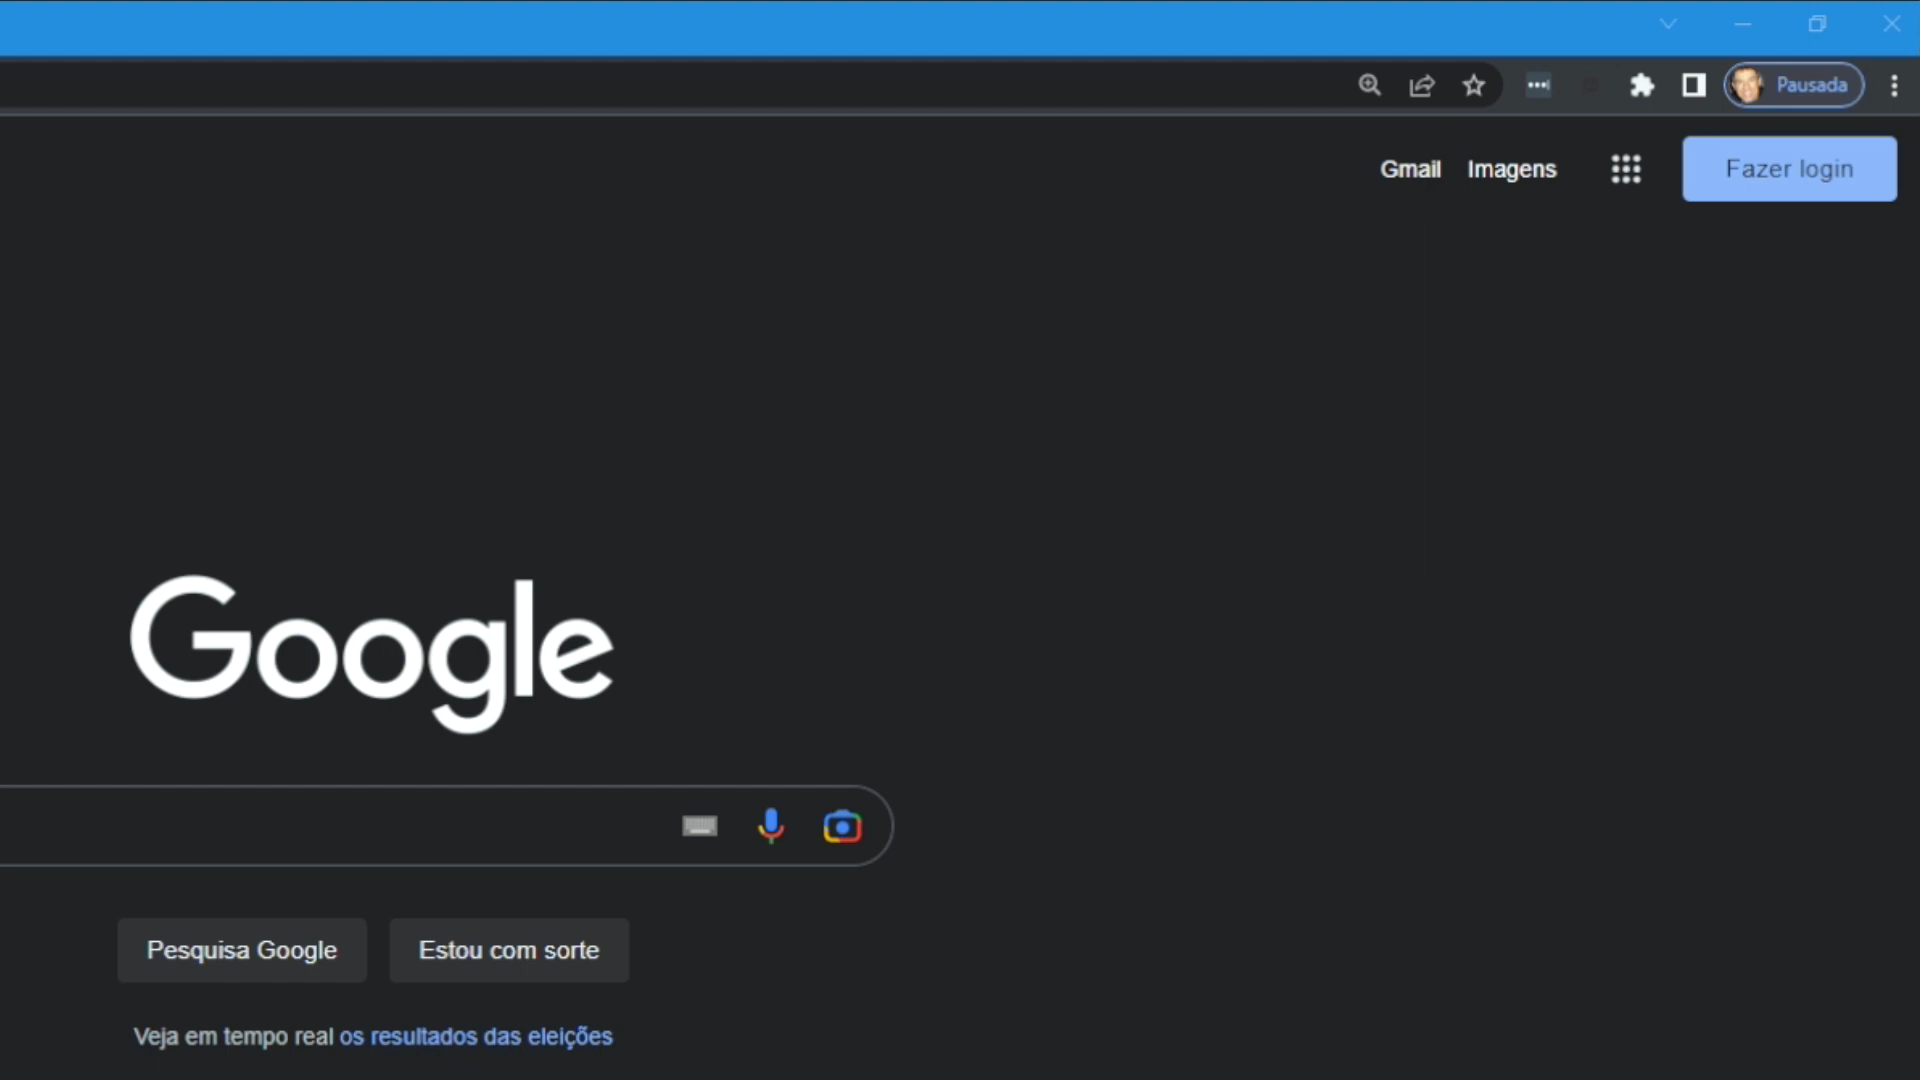 Pausada
Gmail Imagens Fazer login
Google
Pesquisa Google Estou com sorte
Veja em tempo real os resultados das eleições